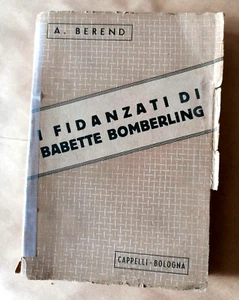 A. BEREND
I FIDANZATI DI
BABETTE BOMBERLING
CAPPELLI-BOLOGNA